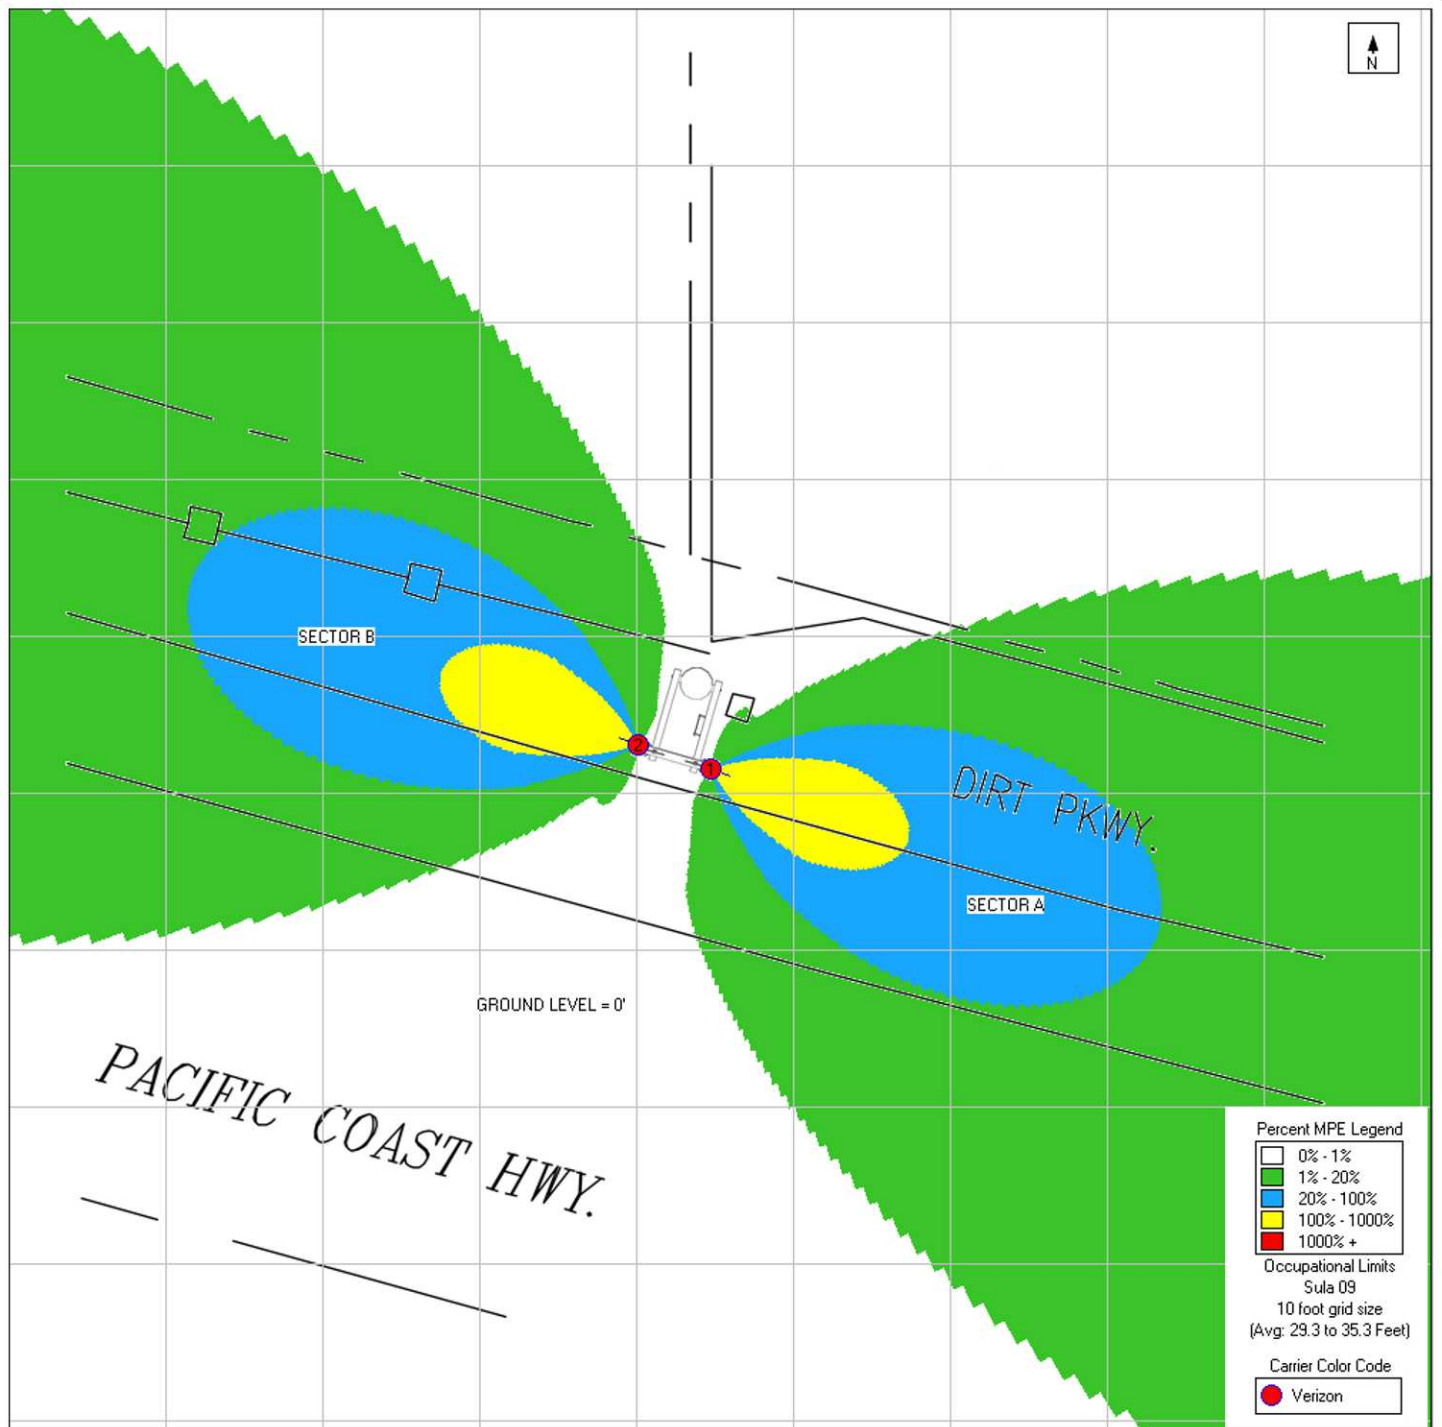 N
SECTOR B
2
1
DIRT PKWY.
SECTOR A
GROUND LEVEL = 0'
PACIFIC COAST HWY.
Percent MPE Legend
0% - 1%
1% - 20%
20% - 100%
100% - 1000%
1000% +
Occupational Limits
Sula 09
10 foot grid size
(Avg: 29.3 to 35.3 Feet)
Carrier Color Code
Verizon